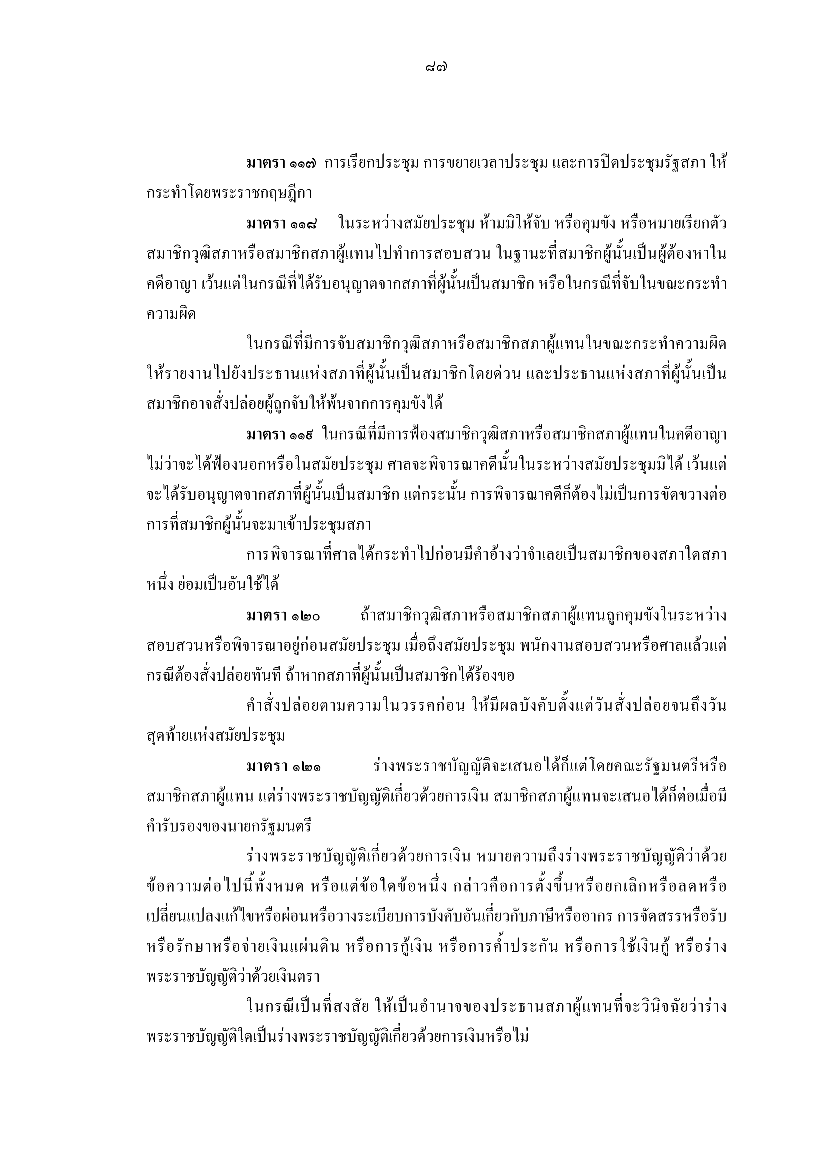 ๘๗
มาตรา ๑๑๗ การเรียกประชุม การขยายเวลาประชุม และการปิดประชุมรัฐสภา ให้
กระทำโดยพระราชกฤษฎีกา
มาตรา ๑๑๘ ในระหว่างสมัยประชุม ห้ามมิให้จับ หรือคุมขัง หรือหมายเรียกตัว
สมาชิกวุฒิสภาหรือสมาชิกสภาผู้แทนไปทำการสอบสวน ในฐานะที่สมาชิกผู้นั้นเป็นผู้ต้องหาใน
คดีอาญา เว้นแต่ในกรณีที่ได้รับอนุญาตจากสภาที่ผู้นั้นเป็นสมาชิก หรือในกรณีที่จับในขณะกระทำ
ความผิด
ในกรณีที่มีการจับสมาชิกวุฒิสภาหรือสมาชิกสภาผู้แทนในขณะกระทำความผิด
ให้รายงานไปยังประธานแห่งสภาที่ผู้นั้นเป็นสมาชิกโดยด่วน และประธานแห่งสภาที่ผู้นั้นเป็น
สมาชิกอาจสั่งปล่อยผู้ถูกจับให้พ้นจากการคุมขังได้
มาตรา ๑๑๙ ในกรณีที่มีการฟ้องสมาชิกวุฒิสภาหรือสมาชิกสภาผู้แทนในคดีอาญา
ไม่ว่าจะได้ฟ้องนอกหรือในสมัยประชุม ศาลจะพิจารณาคดีนั้นในระหว่างสมัยประชุมมิได้ เว้นแต่
จะได้รับอนุญาตจากสภาที่ผู้นั้นเป็นสมาชิก แต่กระนั้น การพิจารณาคดีก็ต้องไม่เป็นการขัดขวางต่อ
การที่สมาชิกผู้นั้นจะมาเข้าประชุมสภา
การพิจารณาที่ศาลได้กระทำไปก่อนมีคำอ้างว่าจำเลยเป็นสมาชิกของสภาใดสภา
หนึ่ง ย่อมเป็นอันใช้ได้
มาตรา ๑๒๐ ถ้าสมาชิกวุฒิสภาหรือสมาชิกสภาผู้แทนถูกคุมขังในระหว่าง
สอบสวนหรือพิจารณาอยู่ก่อนสมัยประชุม เมื่อถึงสมัยประชุม พนักงานสอบสวนหรือศาลแล้วแต่
กรณีต้องสั่งปล่อยทันที ถ้าหากสภาที่ผู้นั้นเป็นสมาชิกได้ร้องขอ
คำสั่งปล่อยตามความในวรรคก่อน ให้มีผลบังคับตั้งแต่วันสั่งปล่อยจนถึงวัน
สุดท้ายแห่งสมัยประชุม
มาตรา ๑๒๑ ร่างพระราชบัญญัติจะเสนอได้ก็แต่โดยคณะรัฐมนตรีหรือ
สมาชิกสภาผู้แทน แต่ร่างพระราชบัญญัติเกี่ยวด้วยการเงิน สมาชิกสภาผู้แทนจะเสนอได้ก็ต่อเมื่อมี
คำรับรองของนายกรัฐมนตรี
ร่างพระราชบัญญัติเกี่ยวด้วยการเงิน หมายความถึงร่างพระราชบัญญัติว่าด้วย
ข้อความต่อไปนี้ทั้งหมด หรือแต่ข้อใดข้อหนึ่ง กล่าวคือการตั้งขึ้นหรือยกเลิกหรือลดหรือ
เปลี่ยนแปลงแก้ไขหรือผ่อนหรือวางระเบียบการบังคับอันเกี่ยวกับภาษีหรืออากร การจัดสรรหรือรับ
หรือรักษาหรือจ่ายเงินแผ่นดิน หรือการกู้เงิน หรือการค้ำประกัน หรือการใช้เงินกู้ หรือร่าง
พระราชบัญญัติว่าด้วยเงินตรา
ในกรณีเป็นที่สงสัย ให้เป็นอำนาจของประธานสภาผู้แทนที่จะวินิจฉัยว่าร่าง
พระราชบัญญัติใดเป็นร่างพระราชบัญญัติเกี่ยวด้วยการเงินหรือไม่